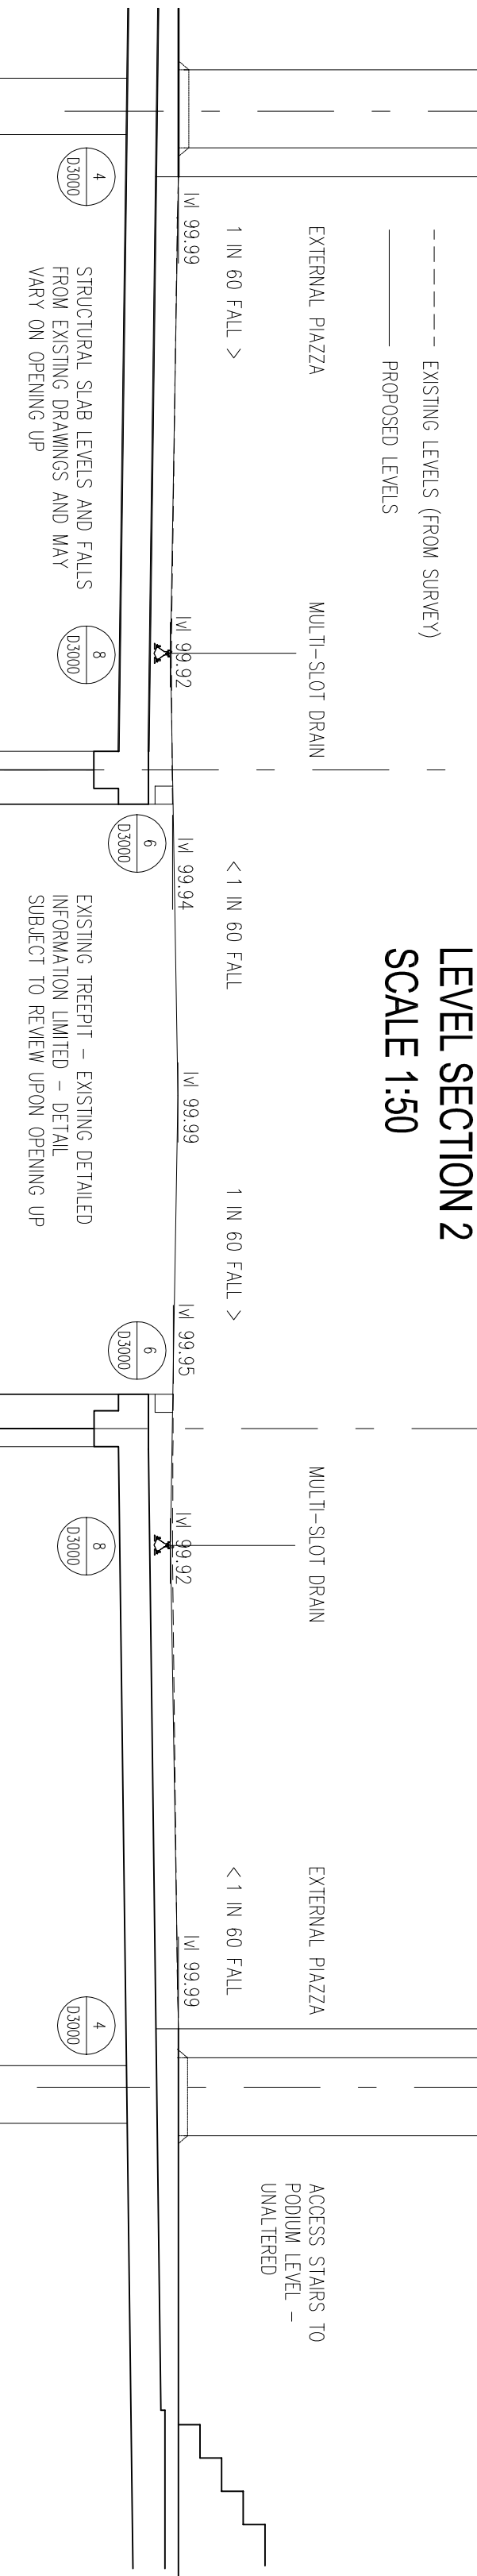 LEVEL SECTION 2
SCALE 1:50
EXISTING LEVELS (FROM SURVEY)
PROPOSED LEVELS
EXTERNAL PIAZZA
MULTI-SLOT DRAIN
MULTI-SLOT DRAIN
EXTERNAL PIAZZA
ACCESS STAIRS TO
PODIUM LEVEL -
UNALTERED
1 IN 60 FALL >
< 1 IN 60 FALL
1 IN 60 FALL >
< 1 IN 60 FALL
lvl 99.99
lvl 99.92
lvl 99.94
lvl 99.99
lvl 99.95
lvl 99.92
lvl 99.99
4
D3000
8
D3000
6
D3000
6
D3000
8
D3000
4
D3000
STRUCTURAL SLAB LEVELS AND FALLS
FROM EXISTING DRAWINGS AND MAY
VARY ON OPENING UP
EXISTING TREEPIT - EXISTING DETAILED
INFORMATION LIMITED - DETAIL
SUBJECT TO REVIEW UPON OPENING UP